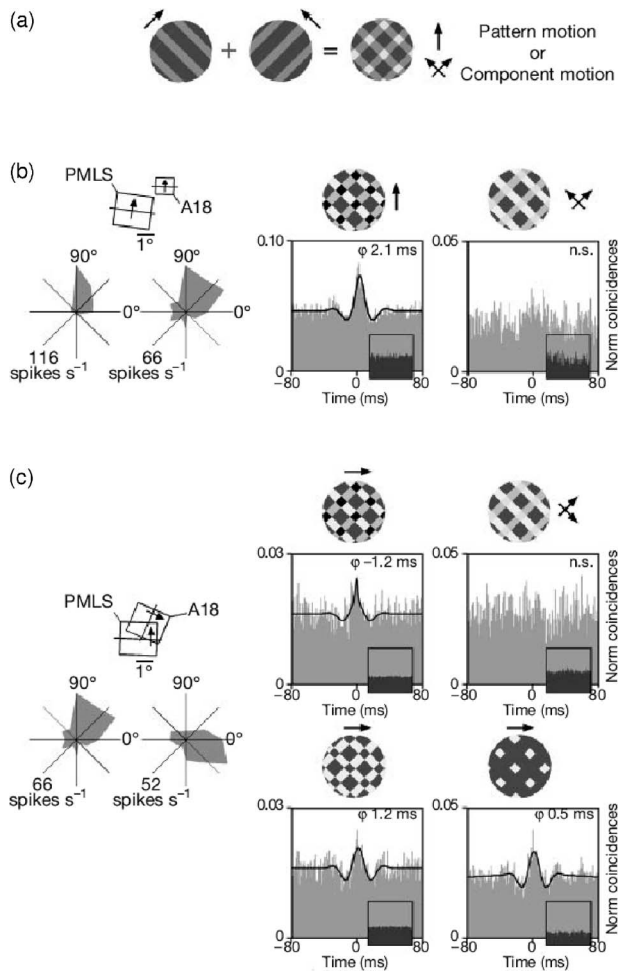 (a)
+
=
Pattern motion
or
Component motion
(b)
PMLS
A18
1°
90°
0°
116
spikes s⁻¹
90°
0°
66
spikes s⁻¹
0.10
φ 2.1 ms
0
−80
0
80
Time (ms)
0.05
n.s.
0
−80
0
80
Time (ms)
Norm coincidences
(c)
PMLS
A18
1°
90°
0°
66
spikes s⁻¹
90°
0°
52
spikes s⁻¹
0.03
φ −1.2 ms
0
−80
0
80
Time (ms)
0.05
n.s.
0
−80
0
80
Time (ms)
Norm coincidences
0.03
φ 1.2 ms
0
−80
0
80
Time (ms)
0.05
φ 0.5 ms
0
−80
0
80
Time (ms)
Norm coincidences